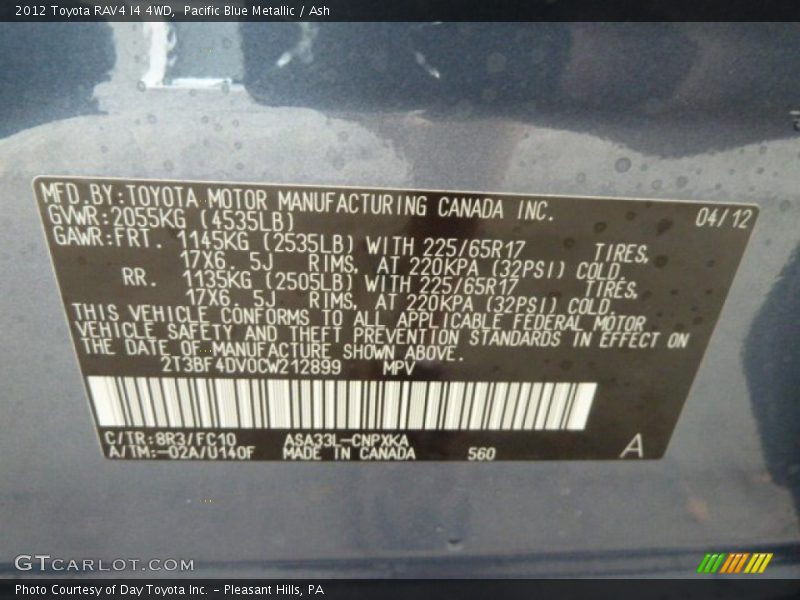 2012 Toyota RAV4 I4 4WD,  Pacific Blue Metallic / Ash
MFD. BY: TOYOTA MOTOR MANUFACTURING CANADA INC. 04/12
GVWR: 2055KG (4535LB)
GAWR: FRT. 1145KG (2535LB) WITH 225/65R17 TIRES,
17X6. 5J RIMS, AT 220KPA (32PSI) COLD.
RR. 1135KG (2505LB) WITH 225/65R17 TIRES,
17X6. 5J RIMS, AT 220KPA (32PSI) COLD.
THIS VEHICLE CONFORMS TO ALL APPLICABLE FEDERAL MOTOR
VEHICLE SAFETY AND THEFT PREVENTION STANDARDS IN EFFECT ON
THE DATE OF MANUFACTURE SHOWN ABOVE.
2T3BF4DV0CW212899 MPV
C/TR: 8R3/FC10 ASA33L-CNPXKA
A/TM: -02A/U140F MADE IN CANADA 560 A
GTCARLOT.COM
Photo Courtesy of Day Toyota Inc. – Pleasant Hills, PA